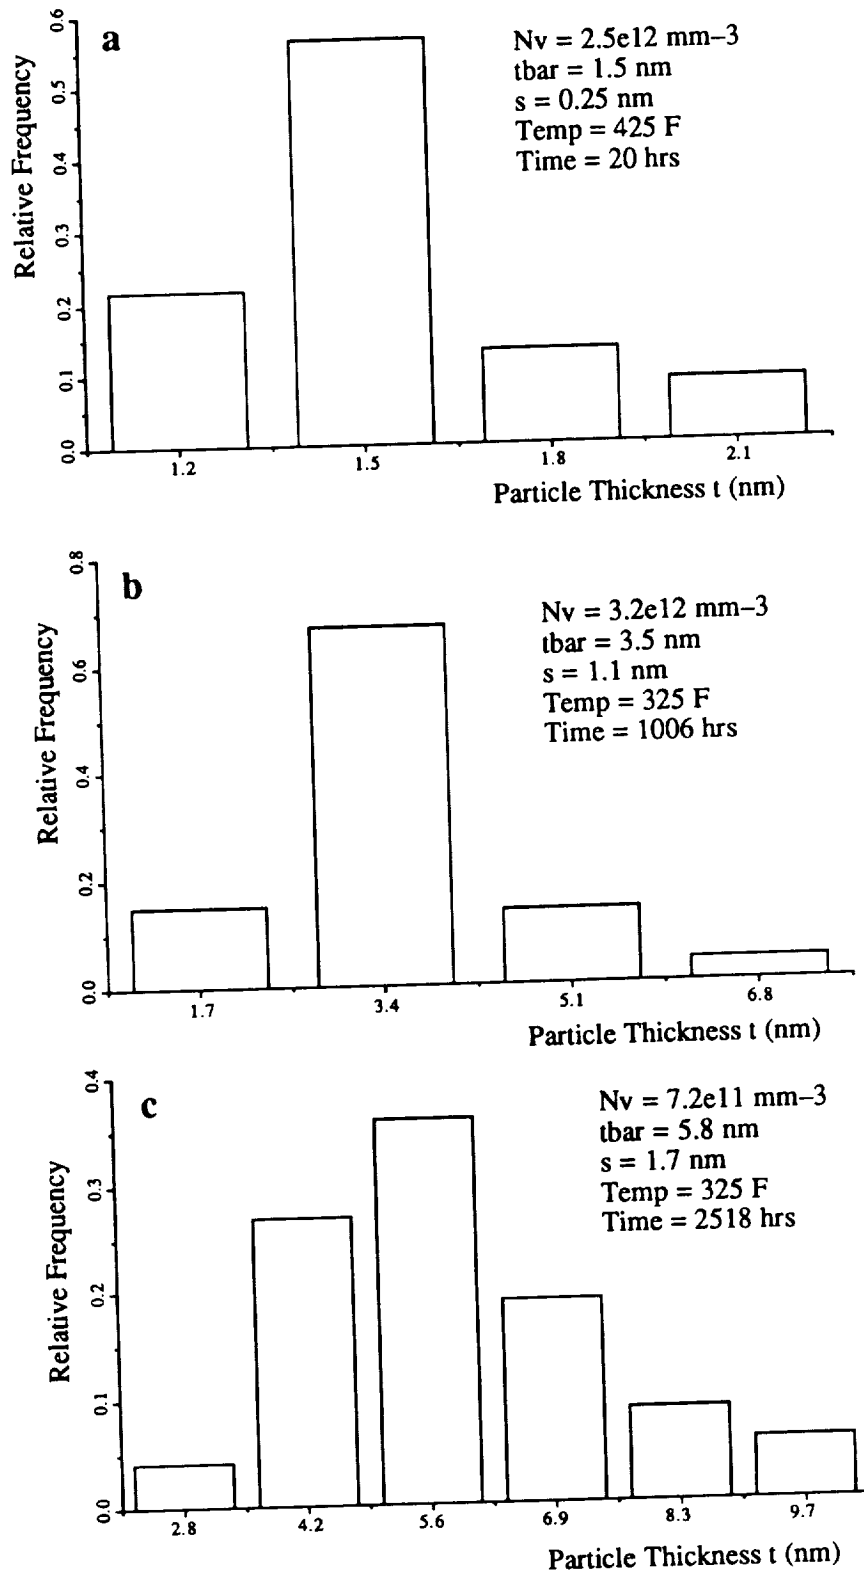 a
Nv = 2.5e12 mm–3
tbar = 1.5 nm
s = 0.25 nm
Temp = 425 F
Time = 20 hrs
Relative Frequency
0.6
0.5
0.4
0.3
0.2
0.1
0.0
1.2 1.5 1.8 2.1
Particle Thickness t (nm)
b
Nv = 3.2e12 mm–3
tbar = 3.5 nm
s = 1.1 nm
Temp = 325 F
Time = 1006 hrs
Relative Frequency
0.8
0.6
0.4
0.2
0.0
1.7 3.4 5.1 6.8
Particle Thickness t (nm)
c
Nv = 7.2e11 mm–3
tbar = 5.8 nm
s = 1.7 nm
Temp = 325 F
Time = 2518 hrs
Relative Frequency
0.4
0.3
0.2
0.1
0.0
2.8 4.2 5.6 6.9 8.3 9.7
Particle Thickness t (nm)